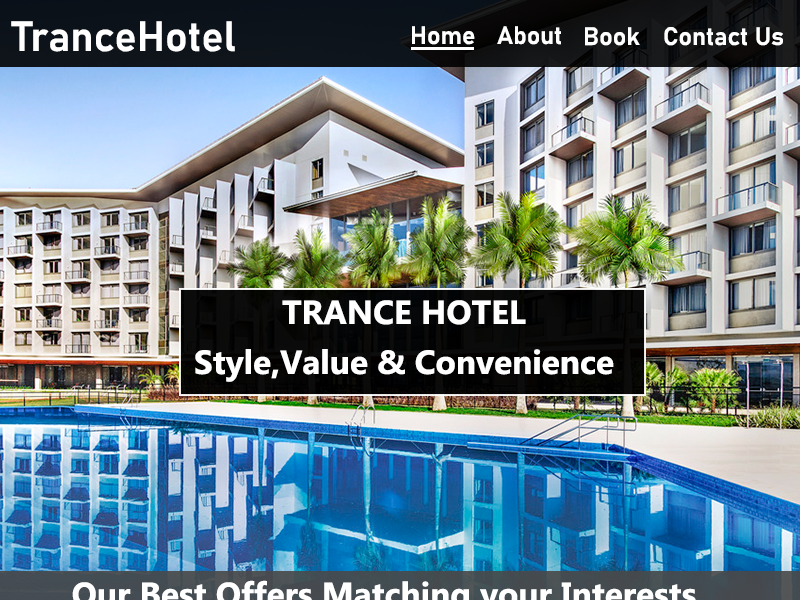 TranceHotel
Home About Book Contact Us
TRANCE HOTEL
Style,Value & Convenience
Our Best Offers Matching your Interests